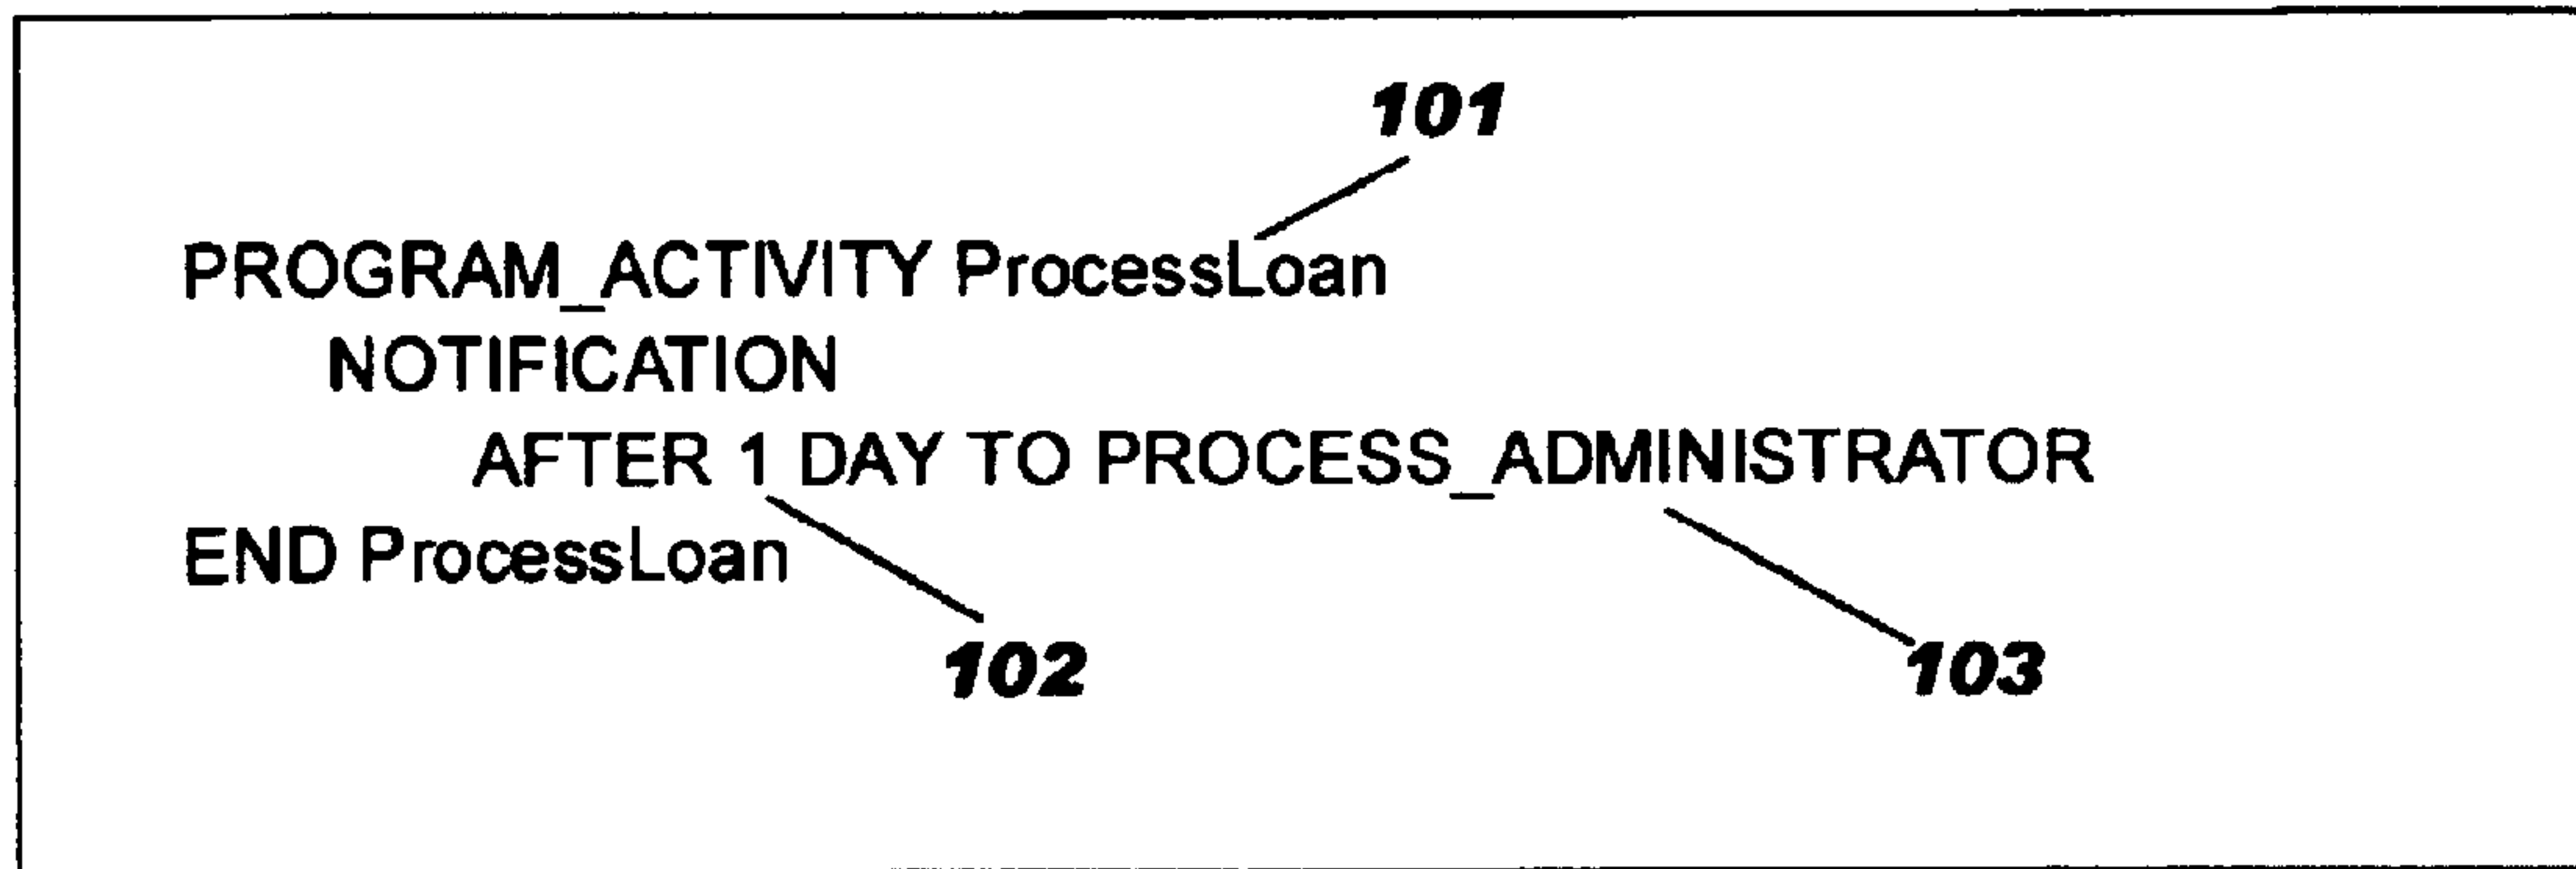 101
PROGRAM_ACTIVITY ProcessLoan
NOTIFICATION
AFTER 1 DAY TO PROCESS_ADMINISTRATOR
END ProcessLoan
102
103